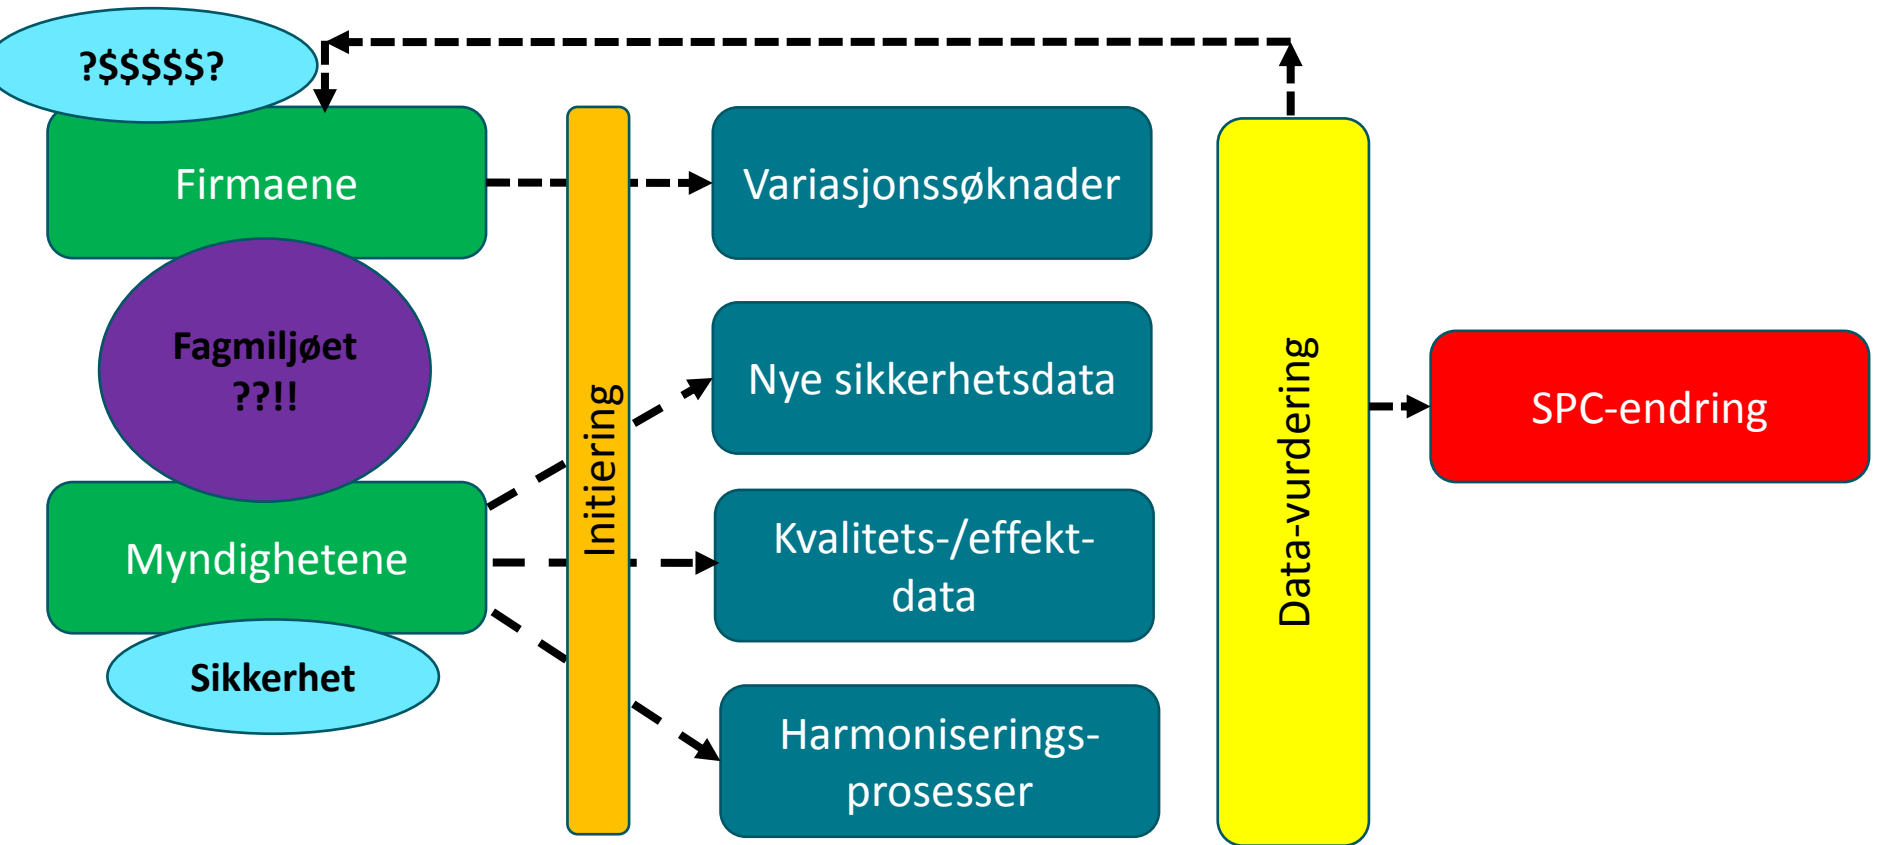 ?$$$$$?
Firmaene
Fagmiljøet
??!!
Myndighetene
Sikkerhet
Initiering
Variasjonssøknader
Nye sikkerhetsdata
Kvalitets-/effekt-
data
Harmoniserings-
prosesser
Data-vurdering
SPC-endring